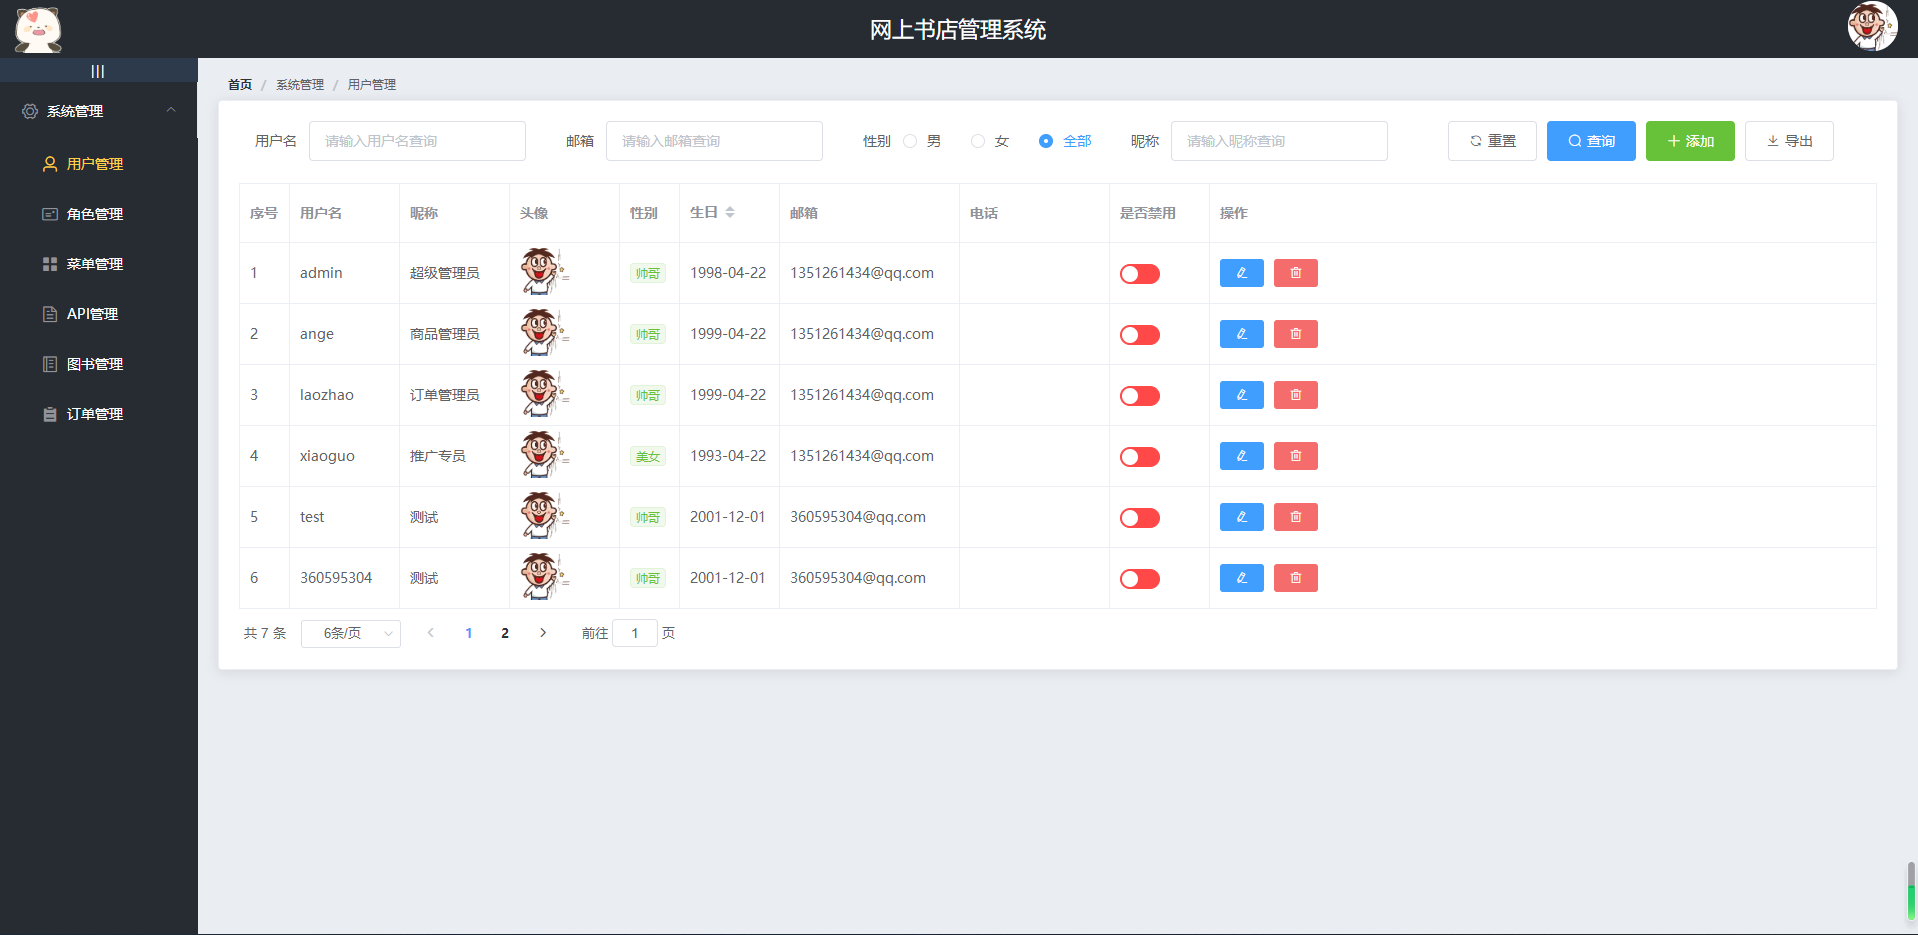 网上书店管理系统
|||
系统管理
用户管理
角色管理
菜单管理
API管理
图书管理
订单管理
首页 / 系统管理 / 用户管理
用户名 请输入用户名查询 邮箱 请输入邮箱查询 性别 男 女 全部 昵称 请输入昵称查询 重置 查询 添加 导出
序号 用户名 昵称 头像 性别 生日 邮箱 电话 是否禁用 操作
1 admin 超级管理员 帅哥 1998-04-22 1351261434@qq.com
2 ange 商品管理员 帅哥 1999-04-22 1351261434@qq.com
3 laozhao 订单管理员 帅哥 1999-04-22 1351261434@qq.com
4 xiaoguo 推广专员 美女 1993-04-22 1351261434@qq.com
5 test 测试 帅哥 2001-12-01 360595304@qq.com
6 360595304 测试 帅哥 2001-12-01 360595304@qq.com
共 7 条 6条/页 1 2 前往 1 页